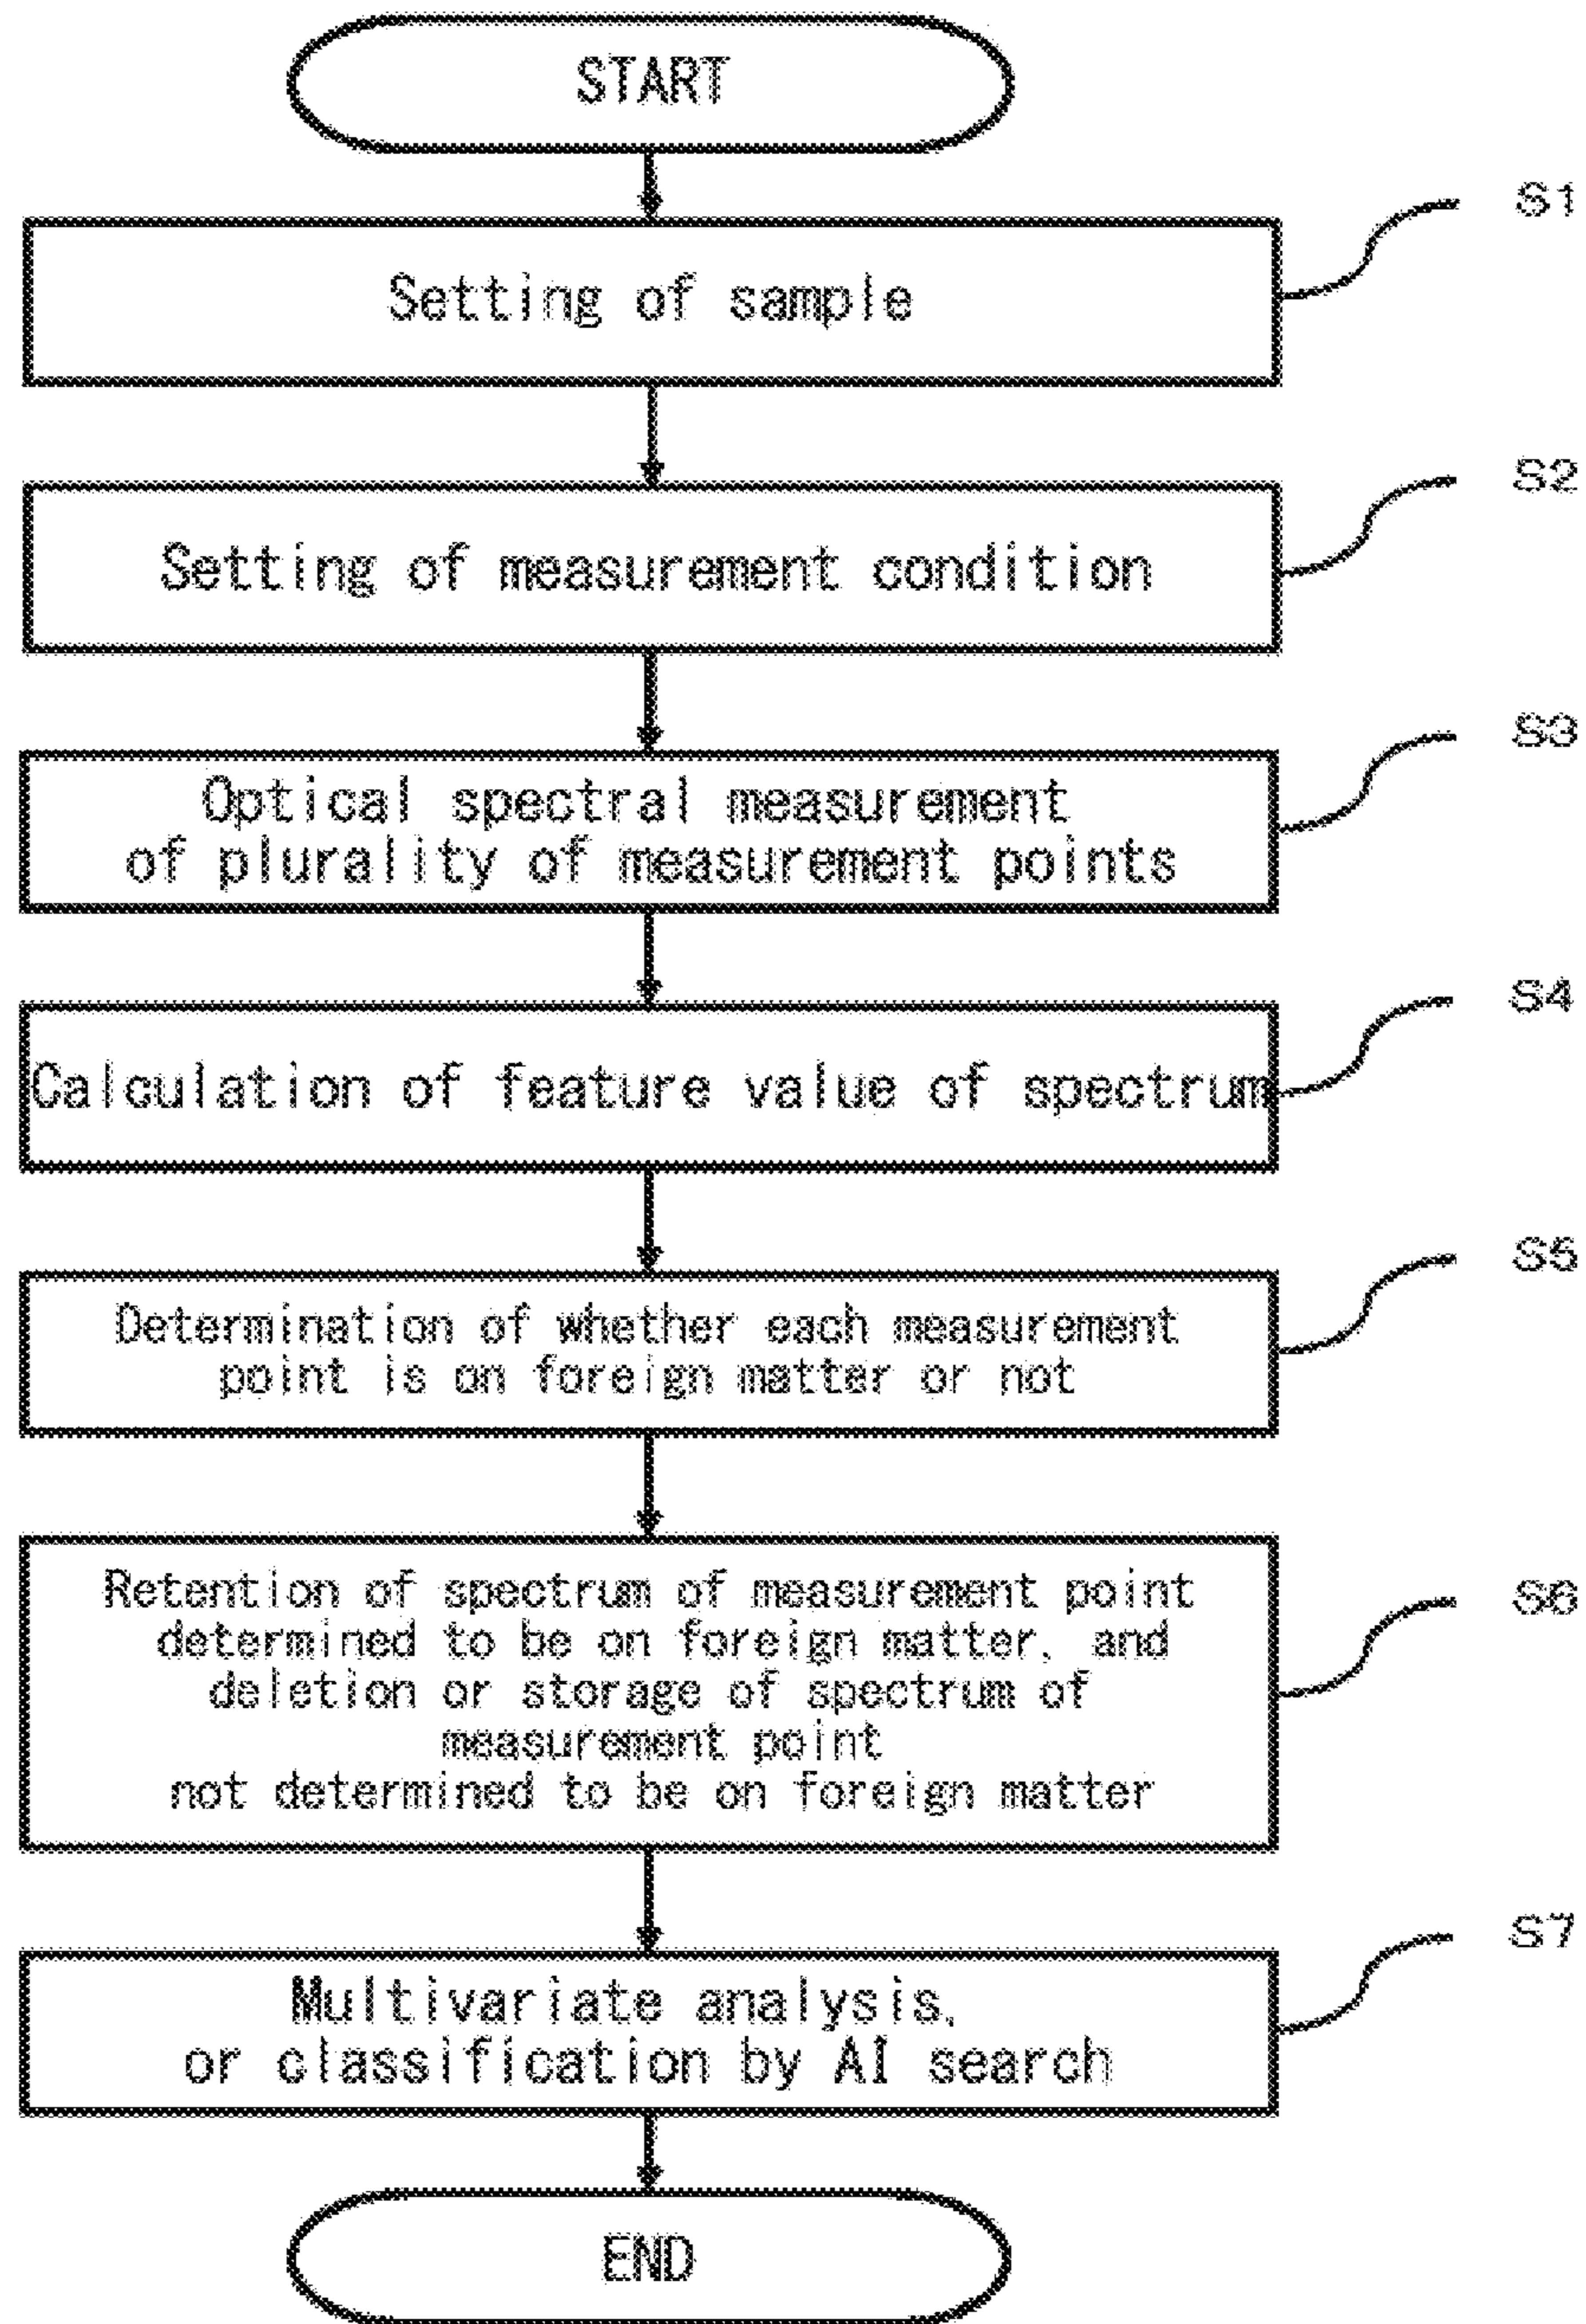 START
S1
Setting of sample
S2
Setting of measurement condition
S3
Optical spectral measurement
of plurality of measurement points
S4
Calculation of feature value of spectrum
S5
Determination of whether each measurement
point is on foreign matter or not
S6
Retention of spectrum of measurement point
determined to be on foreign matter, and
deletion or storage of spectrum of
measurement point
not determined to be on foreign matter
S7
Multivariate analysis,
or classification by AI search
END